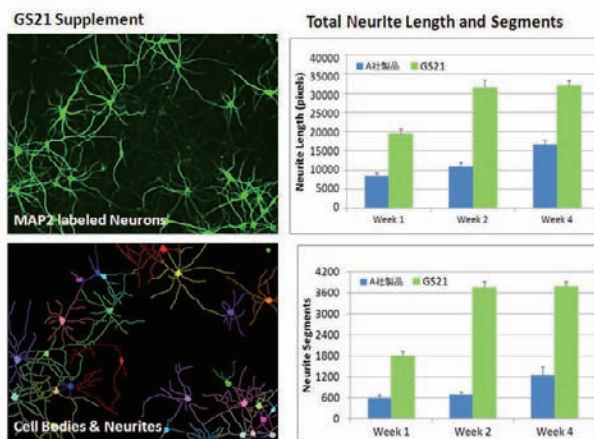 GS21 Supplement
MAP2 labeled Neurons
Cell Bodies & Neurites
Total Neurite Length and Segments
A社製品 GS21
Neurite Length (pixels)
40000
35000
30000
25000
20000
15000
10000
5000
0
Week 1 Week 2 Week 4
A社製品 GS21
Neurite Segments
4200
3600
3000
2400
1800
1200
600
0
Week 1 Week 2 Week 4